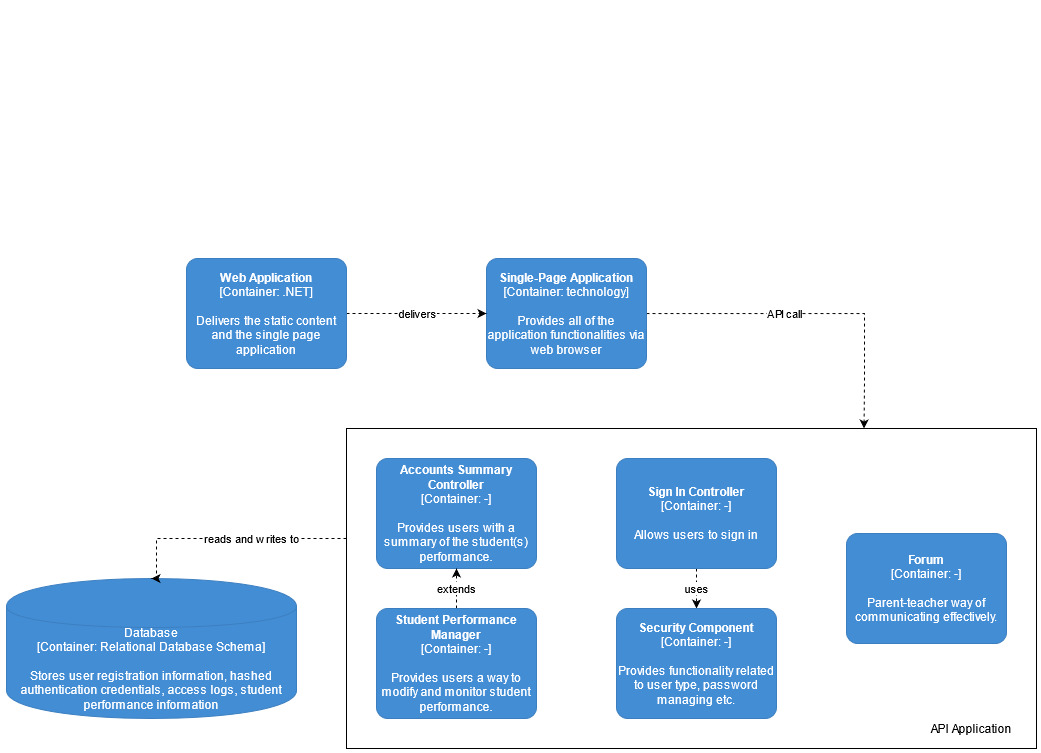 Web Application
[Container: .NET]
Delivers the static content
and the single page
application
delivers
Single-Page Application
[Container: technology]
Provides all of the
application functionalities via
web browser
API call
Accounts Summary
Controller
[Container: -]
Provides users with a
summary of the student(s)
performance.
Sign In Controller
[Container: -]
Allows users to sign in
Forum
[Container: -]
Parent-teacher way of
communicating effectively.
reads and writes to
extends
uses
Database
[Container: Relational Database Schema]
Stores user registration information, hashed
authentication credentials, access logs, student
performance information
Student Performance
Manager
[Container: -]
Provides users a way to
modify and monitor student
performance.
Security Component
[Container: -]
Provides functionality related
to user type, password
managing etc.
API Application